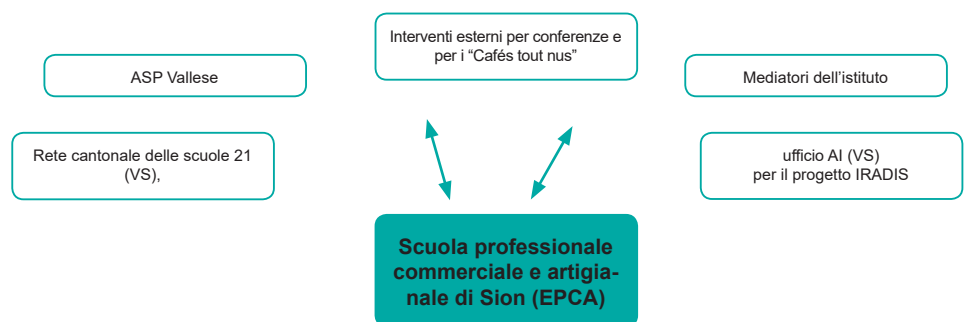 Interventi esterni per conferenze e
per i “Cafés tout nus”
ASP Vallese
Mediatori dell’istituto
Rete cantonale delle scuole 21
(VS),
ufficio AI (VS)
per il progetto IRADIS
Scuola professionale
commerciale e artigia-
nale di Sion (EPCA)